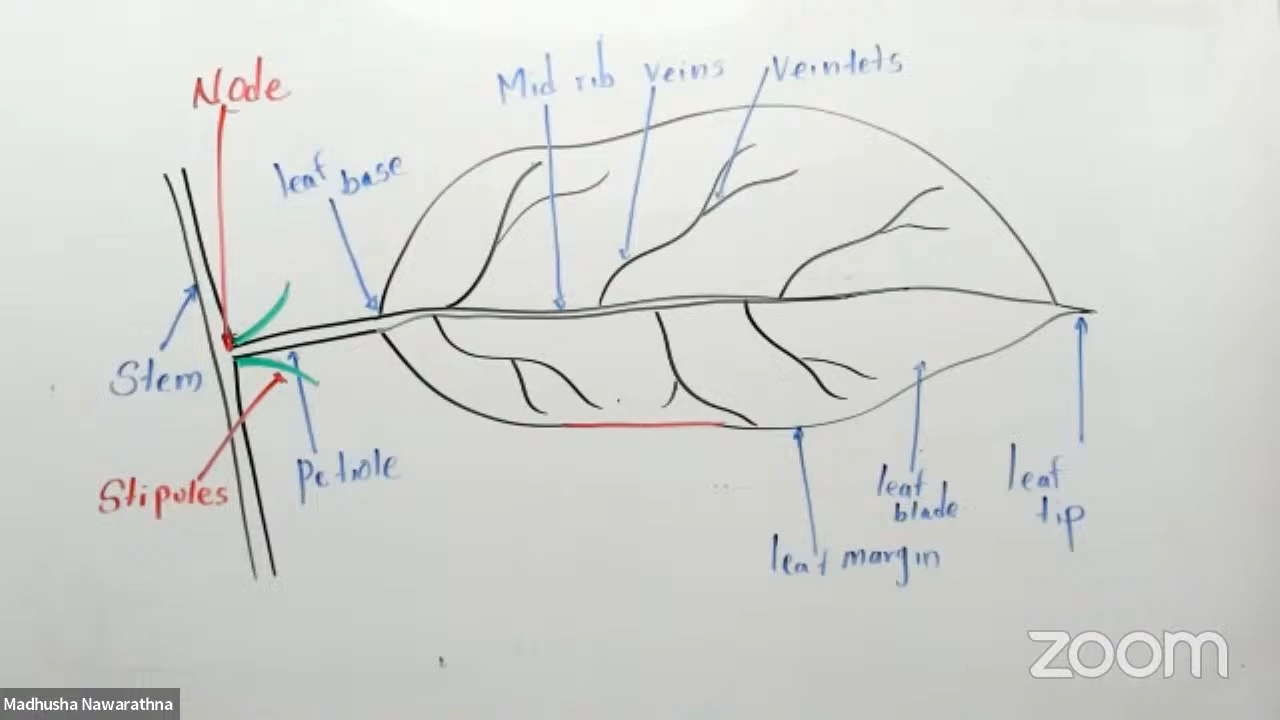 Node
Mid rib
veins
Veinlets
leaf base
Stem
Stipules
Petiole
leaf
blade
leaf
tip
leaf margin
zoom
Madhusha Nawarathna